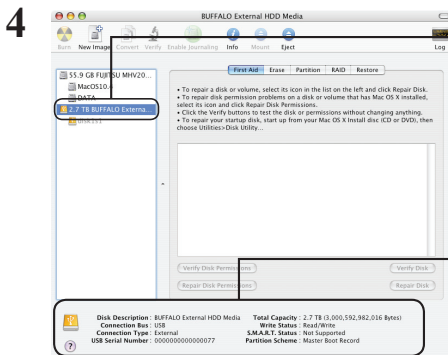 4
BUFFALO External HDD Media
Burn New Image Convert Verify Enable Journaling Info Mount Eject Log
First Aid Erase Partition RAID Restore
55.9 GB FUJITSU MHV20...
MacOS10.
DATA
2.7 TB BUFFALO Externa...
disk1s1
• To repair a disk or volume, select its icon in the list on the left and click Repair Disk.
• To repair disk permission problems on a disk or volume that has Mac OS X installed,
select its icon and click Repair Disk Permissions.
• Click the Verify buttons to test the disk or permissions without changing anything.
• To repair your startup disk, start up from your Mac OS X Install disc (CD or DVD), then
choose Utilities>Disk Utility...
Verify Disk Permissions Verify Disk
Repair Disk Permissions Repair Disk
Disk Description : BUFFALO External HDD Media Total Capacity : 2.7 TB (3,000,592,982,016 Bytes)
Connection Bus : USB Write Status : Read/Write
Connection Type : External S.M.A.R.T. Status : Not Supported
USB Serial Number : 0000000000000077 Partition Scheme : Master Boot Record
?